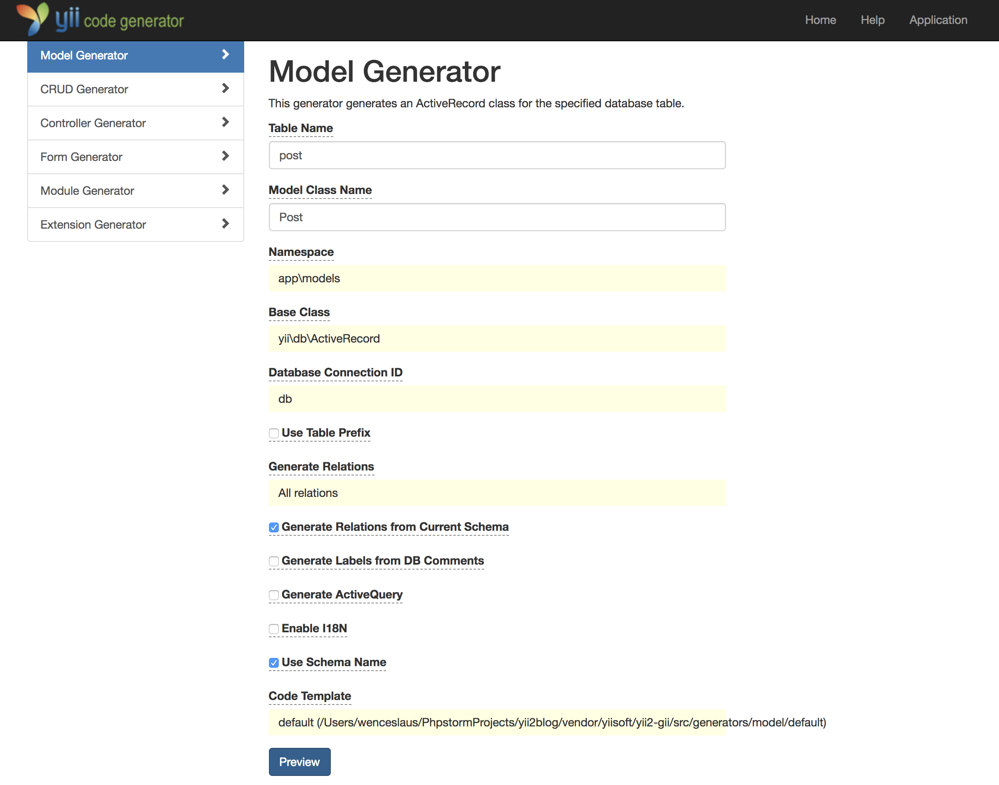 yii code generator
Home Help Application
Model Generator
CRUD Generator
Controller Generator
Form Generator
Module Generator
Extension Generator
Model Generator
This generator generates an ActiveRecord class for the specified database table.
Table Name
post
Model Class Name
Post
Namespace
app\models
Base Class
yii\db\ActiveRecord
Database Connection ID
db
Use Table Prefix
Generate Relations
All relations
Generate Relations from Current Schema
Generate Labels from DB Comments
Generate ActiveQuery
Enable I18N
Use Schema Name
Code Template
default (/Users/wenceslaus/PhpstormProjects/yii2blog/vendor/yiisoft/yii2-gii/src/generators/model/default)
Preview